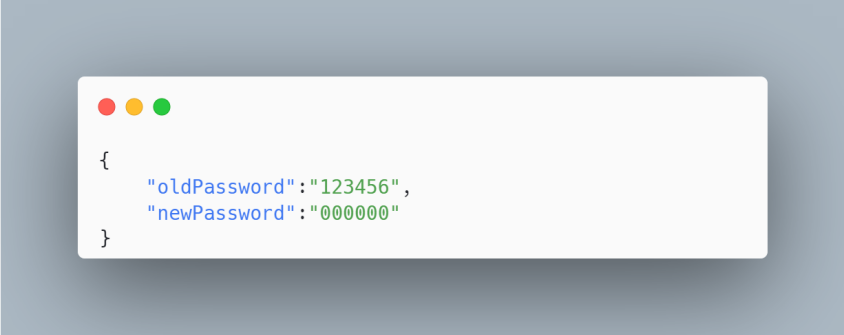 {
    "oldPassword":"123456",
    "newPassword":"000000"
}